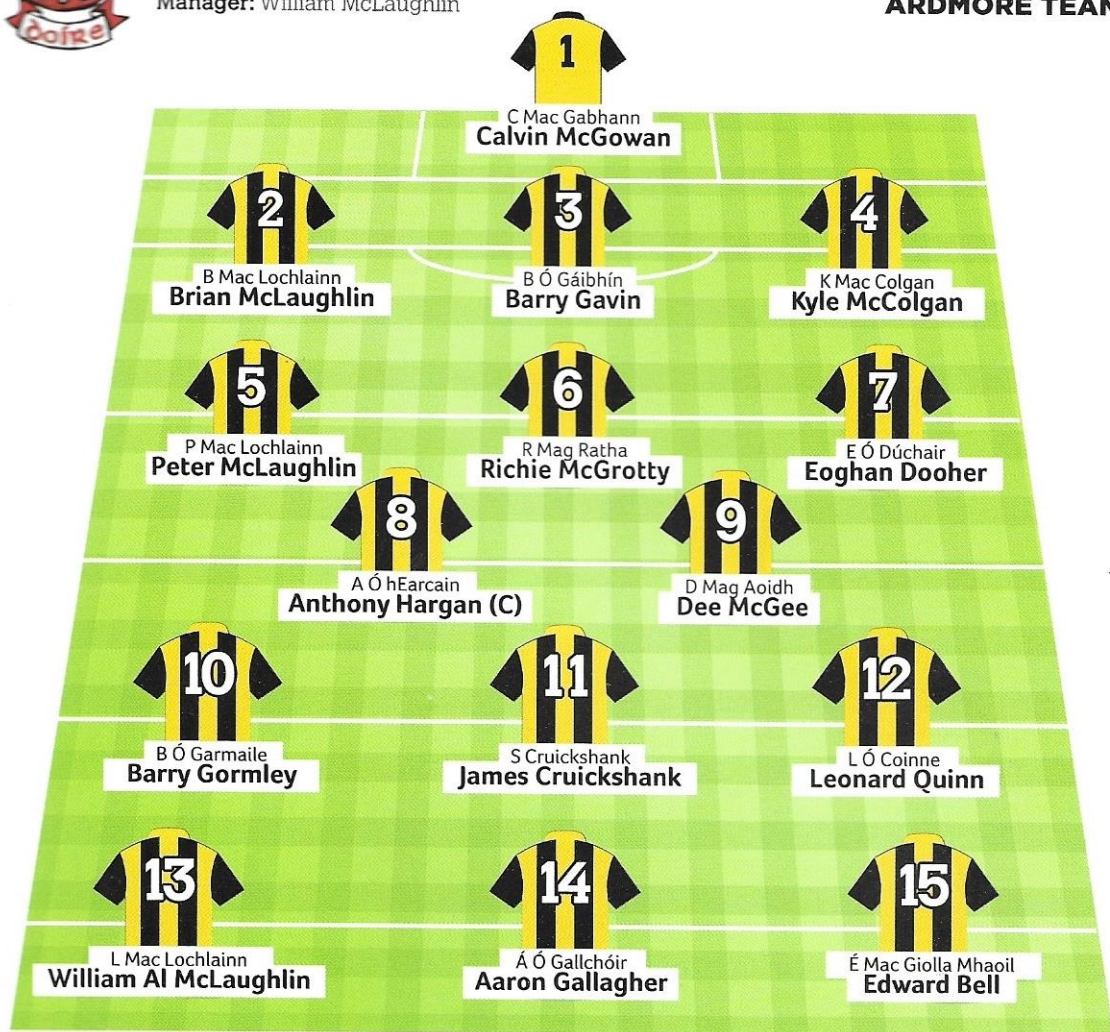 doire
Manager: William McLaughlin
ARDMORE TEAM
1
C Mac Gabhann
Calvin McGowan
2
B Mac Lochlainn
Brian McLaughlin
3
B Ó Gáibhín
Barry Gavin
4
K Mac Colgan
Kyle McColgan
5
P Mac Lochlainn
Peter McLaughlin
6
R Mag Ratha
Richie McGrotty
7
E Ó Dúchair
Eoghan Dooher
8
A Ó hEarcain
Anthony Hargan (C)
9
D Mag Aoidh
Dee McGee
10
B Ó Garmaile
Barry Gormley
11
S Cruickshank
James Cruickshank
12
L Ó Coinne
Leonard Quinn
13
L Mac Lochlainn
William Al McLaughlin
14
Á Ó Gallchóir
Aaron Gallagher
15
É Mac Giolla Mhaoil
Edward Bell